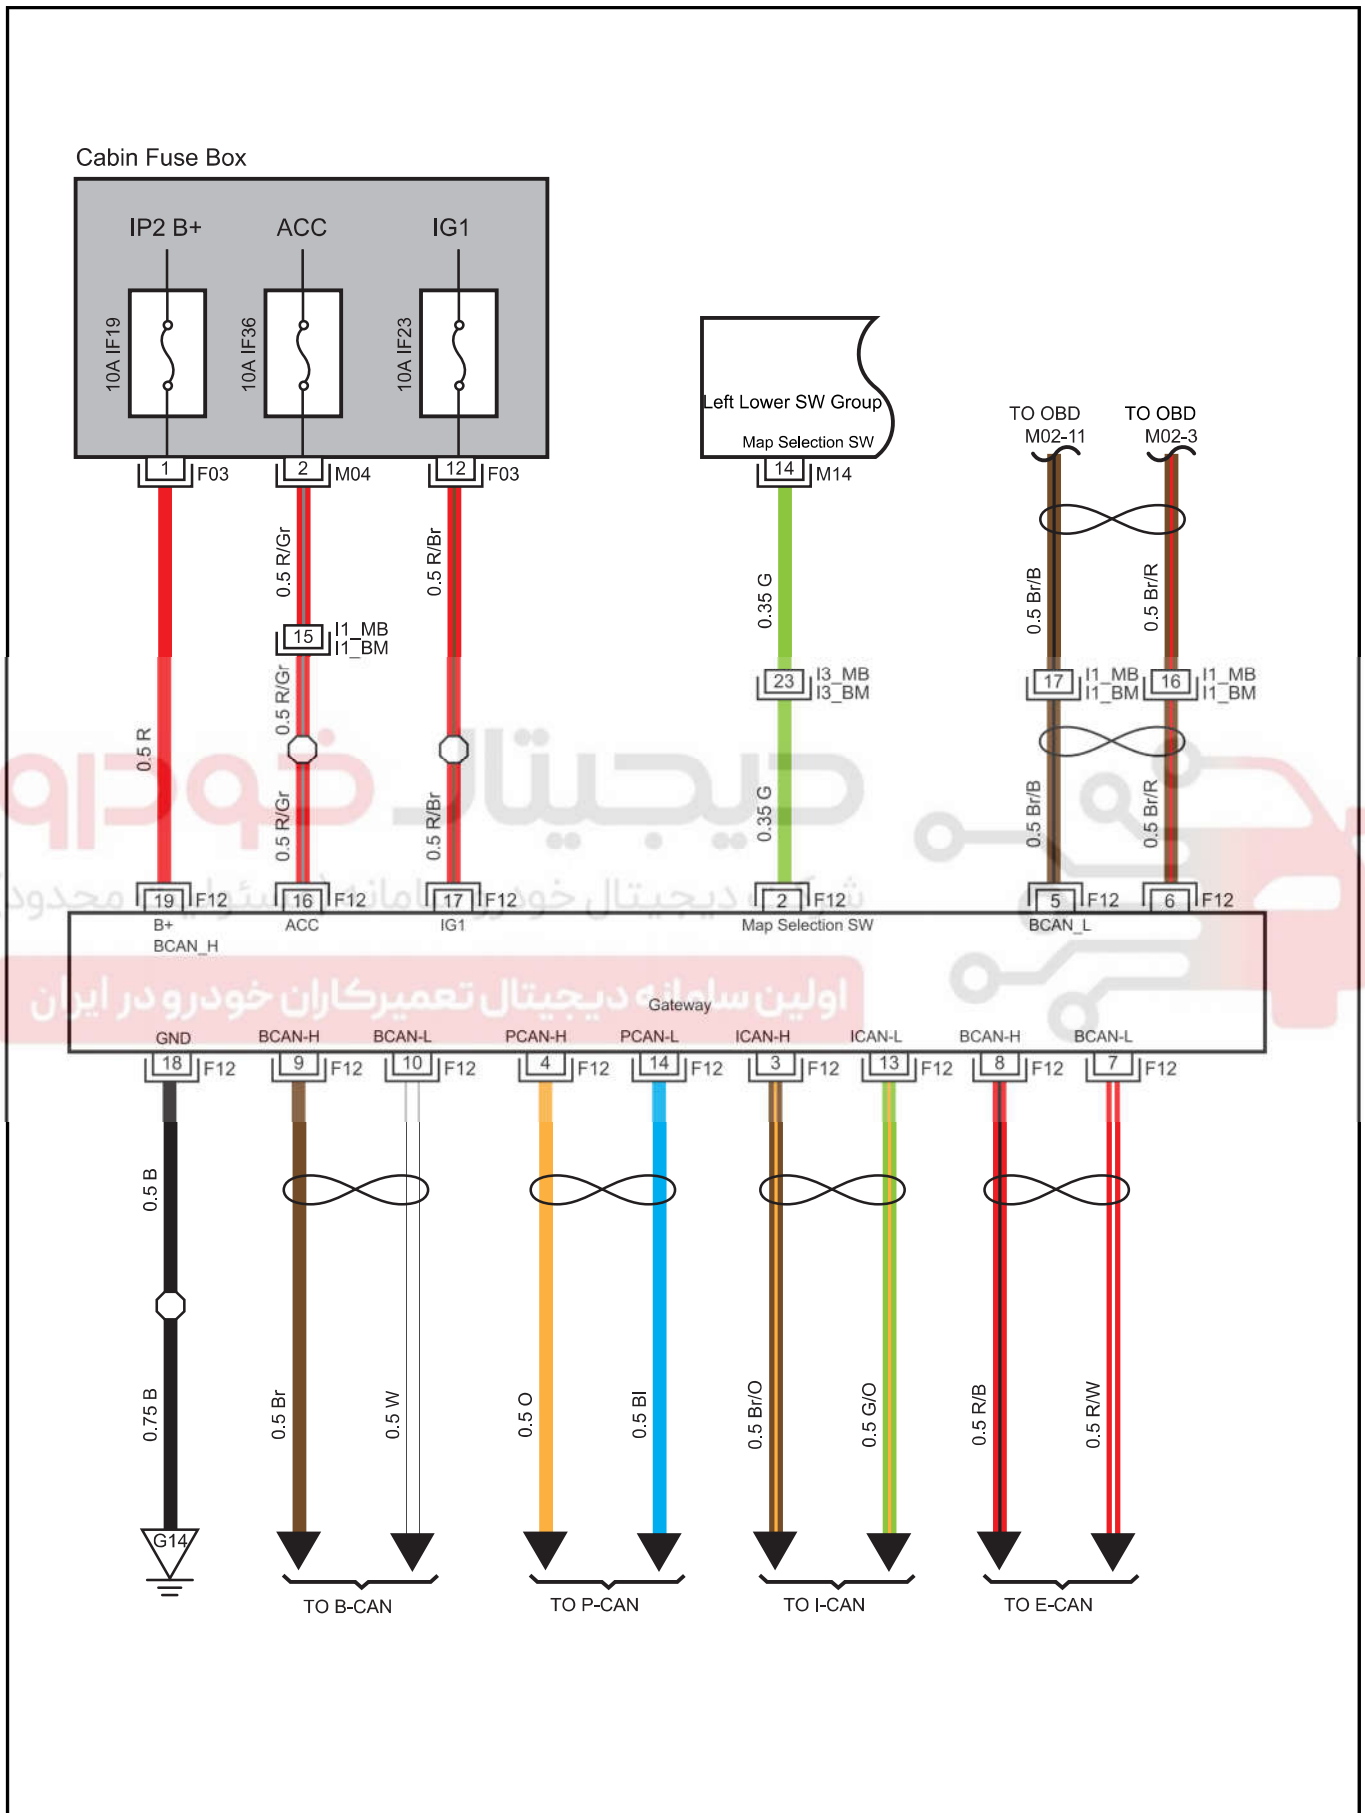 Cabin Fuse Box
IP2 B+ ACC IG1
10A IF19
10A IF36
10A IF23
Left Lower SW Group
Map Selection SW
TO OBD
M02-11
TO OBD
M02-3
1 F03 2 M04 12 F03 14 M14
0.5 R/Gr
0.5 R/Br
0.35 G
0.5 Br/B
0.5 Br/R
15 I1_MB
I1_BM
23 I3_MB
I3_BM
17 I1_MB
I1_BM
16 I1_MB
I1_BM
0.5 R
0.5 R/Gr
0.5 R/Gr
0.5 R/Br
0.35 G
0.5 Br/B
0.5 Br/R
دیجیتال خودرو
شرکت دیجیتال خودرو سامانه (مسئولیت محدود)
19 F12 16 F12 17 F12 2 F12 5 F12 6 F12
B+ ACC IG1 Map Selection SW BCAN_L
BCAN_H
اولین سامانه دیجیتال تعمیرکاران خودرو در ایران
Gateway
GND BCAN-H BCAN-L PCAN-H PCAN-L ICAN-H ICAN-L BCAN-H BCAN-L
18 F12 9 F12 10 F12 4 F12 14 F12 3 F12 13 F12 8 F12 7 F12
0.5 B
0.75 B
0.5 Br
0.5 W
0.5 O
0.5 Bl
0.5 Br/O
0.5 G/O
0.5 R/B
0.5 R/W
G14
TO B-CAN TO P-CAN TO I-CAN TO E-CAN